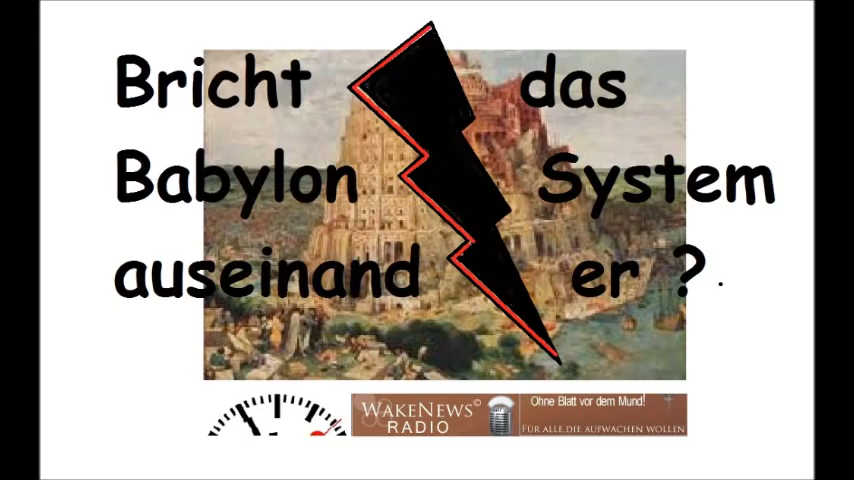 Bricht das
Babylon System
auseinand er ?.
WAKENEWS©
RADIO
Ohne Blatt vor dem Mund!
FÜR ALLE,DIE AUFWACHEN WOLLEN